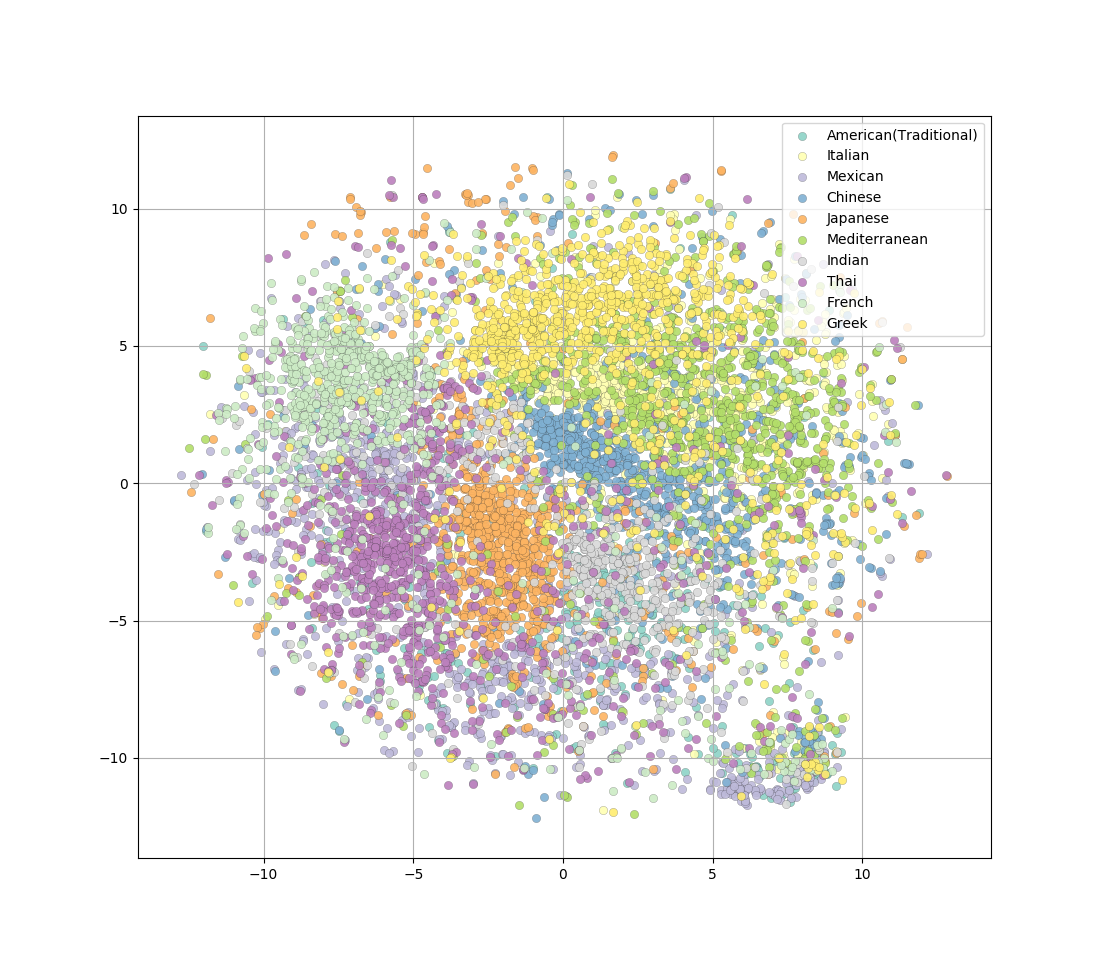 American(Traditional)
Italian
Mexican
Chinese
Japanese
Mediterranean
Indian
Thai
French
Greek
10
5
0
−5
−10
−10
−5
0
5
10